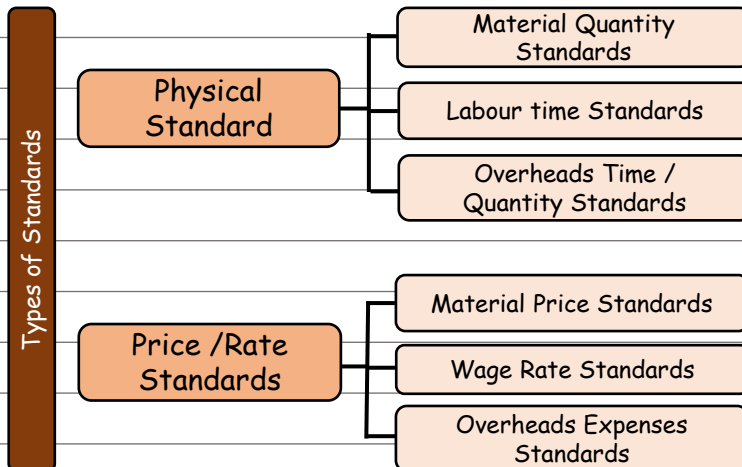 Types of Standards
Physical
Standard
Material Quantity
Standards
Labour time Standards
Overheads Time /
Quantity Standards
Price /Rate
Standards
Material Price Standards
Wage Rate Standards
Overheads Expenses
Standards